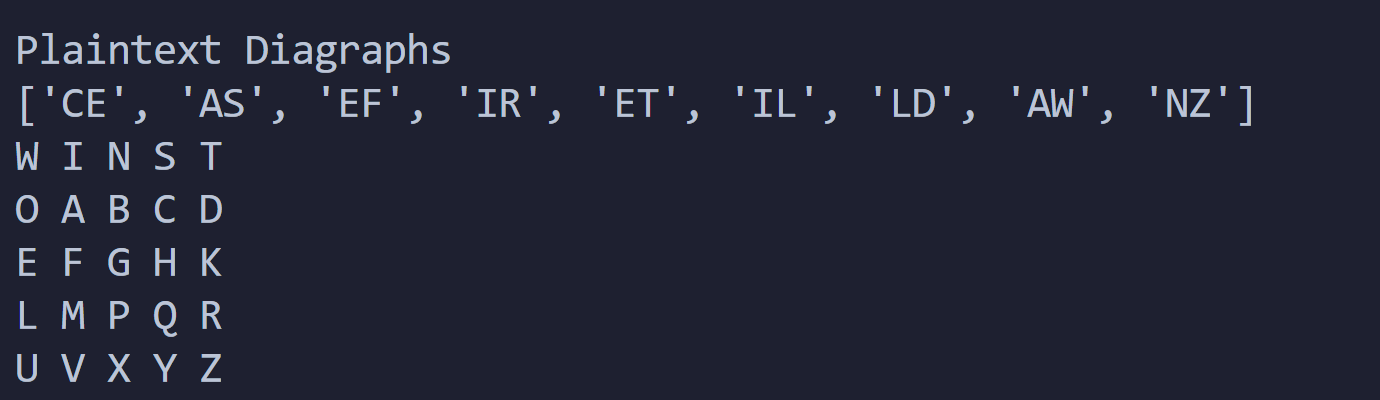 Plaintext Diagraphs
['CE', 'AS', 'EF', 'IR', 'ET', 'IL', 'LD', 'AW', 'NZ']
W I N S T
O A B C D
E F G H K
L M P Q R
U V X Y Z